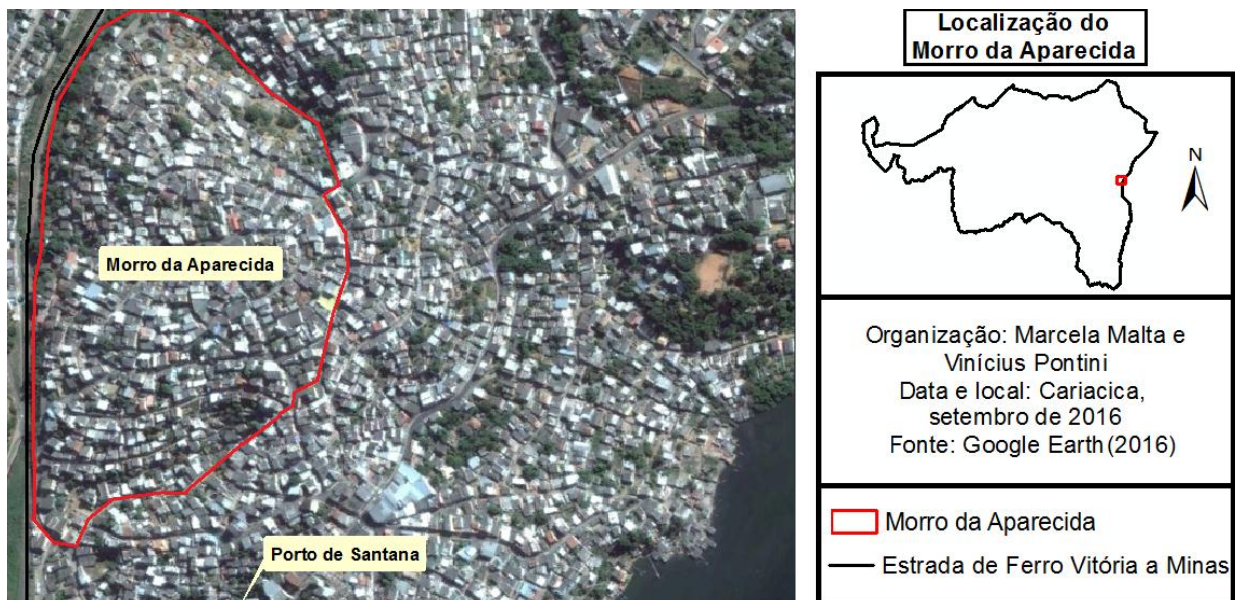 Morro da Aparecida
Porto de Santana
Localização do
Morro da Aparecida
N
Organização: Marcela Malta e
Vinícius Pontini
Data e local: Cariacica,
setembro de 2016
Fonte: Google Earth (2016)
Morro da Aparecida
Estrada de Ferro Vitória a Minas